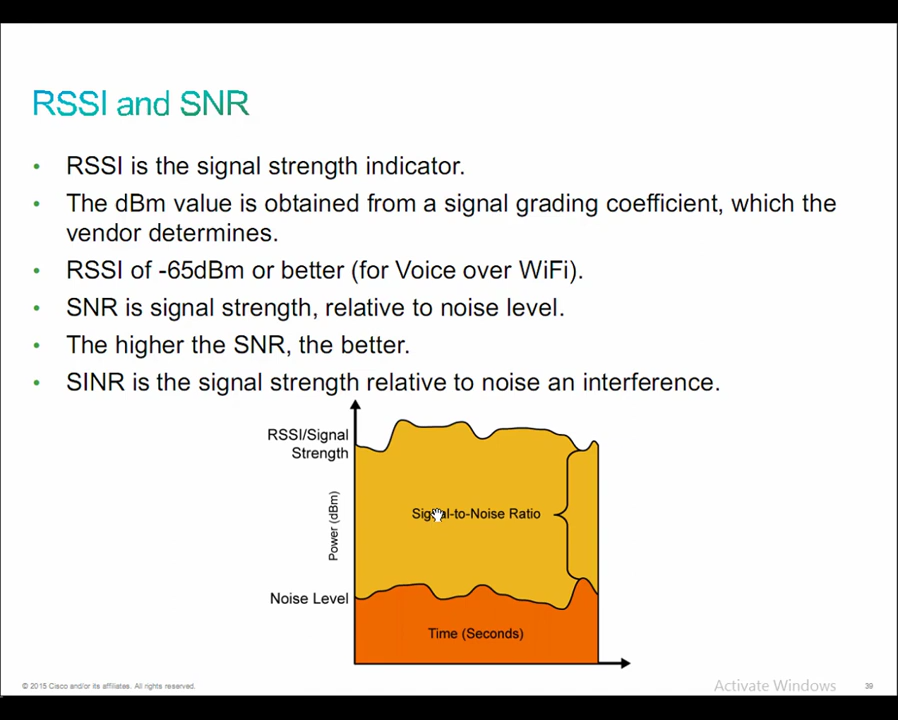 RSSI and SNR
• RSSI is the signal strength indicator.
• The dBm value is obtained from a signal grading coefficient, which the
vendor determines.
• RSSI of -65dBm or better (for Voice over WiFi).
• SNR is signal strength, relative to noise level.
• The higher the SNR, the better.
• SINR is the signal strength relative to noise an interference.
RSSI/Signal
Strength
Power (dBm)
Signal-to-Noise Ratio
Noise Level
Time (Seconds)
© 2015 Cisco and/or its affiliates. All rights reserved.
Activate Windows
39